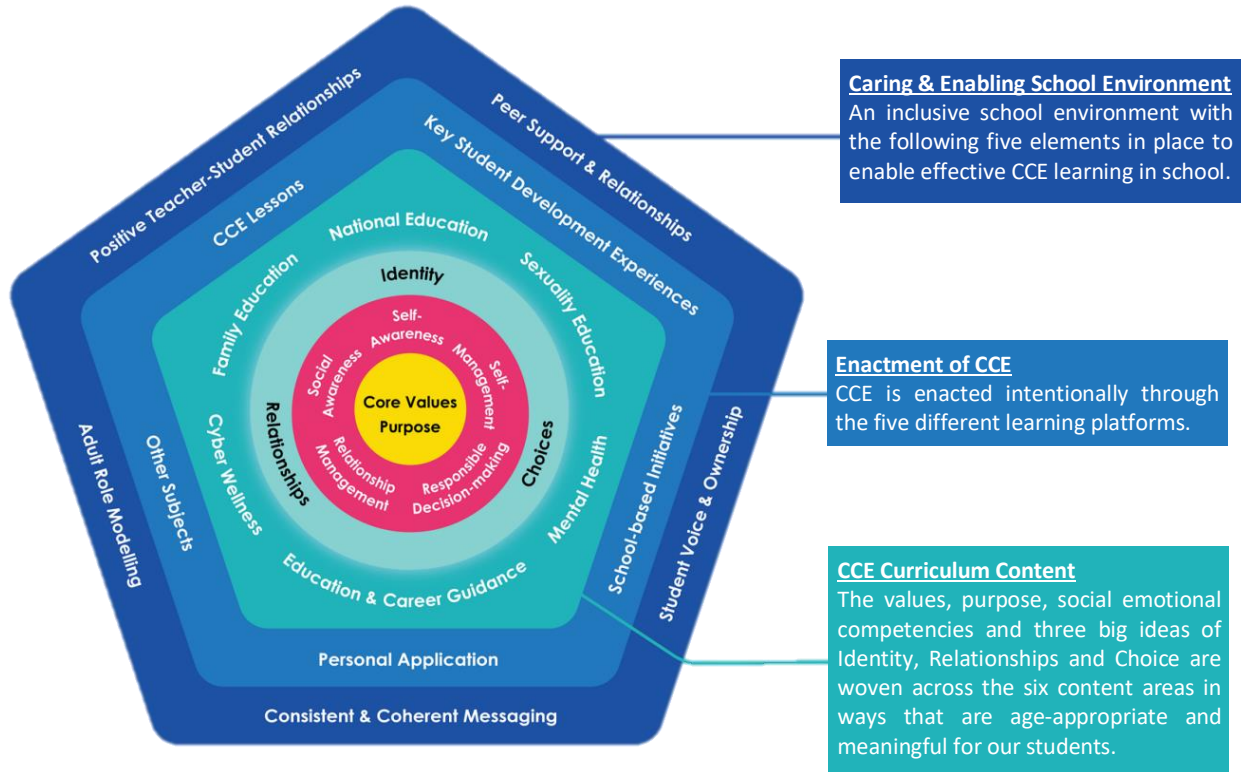 Positive Teacher-Student Relationships
Peer Support & Relationships
Student Voice & Ownership
Consistent & Coherent Messaging
Adult Role Modelling
CCE Lessons
Key Student Development Experiences
School-based Initiatives
Personal Application
Other Subjects
National Education
Sexuality Education
Mental Health
Education & Career Guidance
Cyber Wellness
Family Education
Identity
Choices
Relationships
Self-
Awareness
Self-
Management
Responsible
Decision-making
Relationship
Management
Social
Awareness
Core Values
Purpose
Caring & Enabling School Environment
An inclusive school environment with
the following five elements in place to
enable effective CCE learning in school.
Enactment of CCE
CCE is enacted intentionally through
the five different learning platforms.
CCE Curriculum Content
The values, purpose, social emotional
competencies and three big ideas of
Identity, Relationships and Choice are
woven across the six content areas in
ways that are age-appropriate and
meaningful for our students.